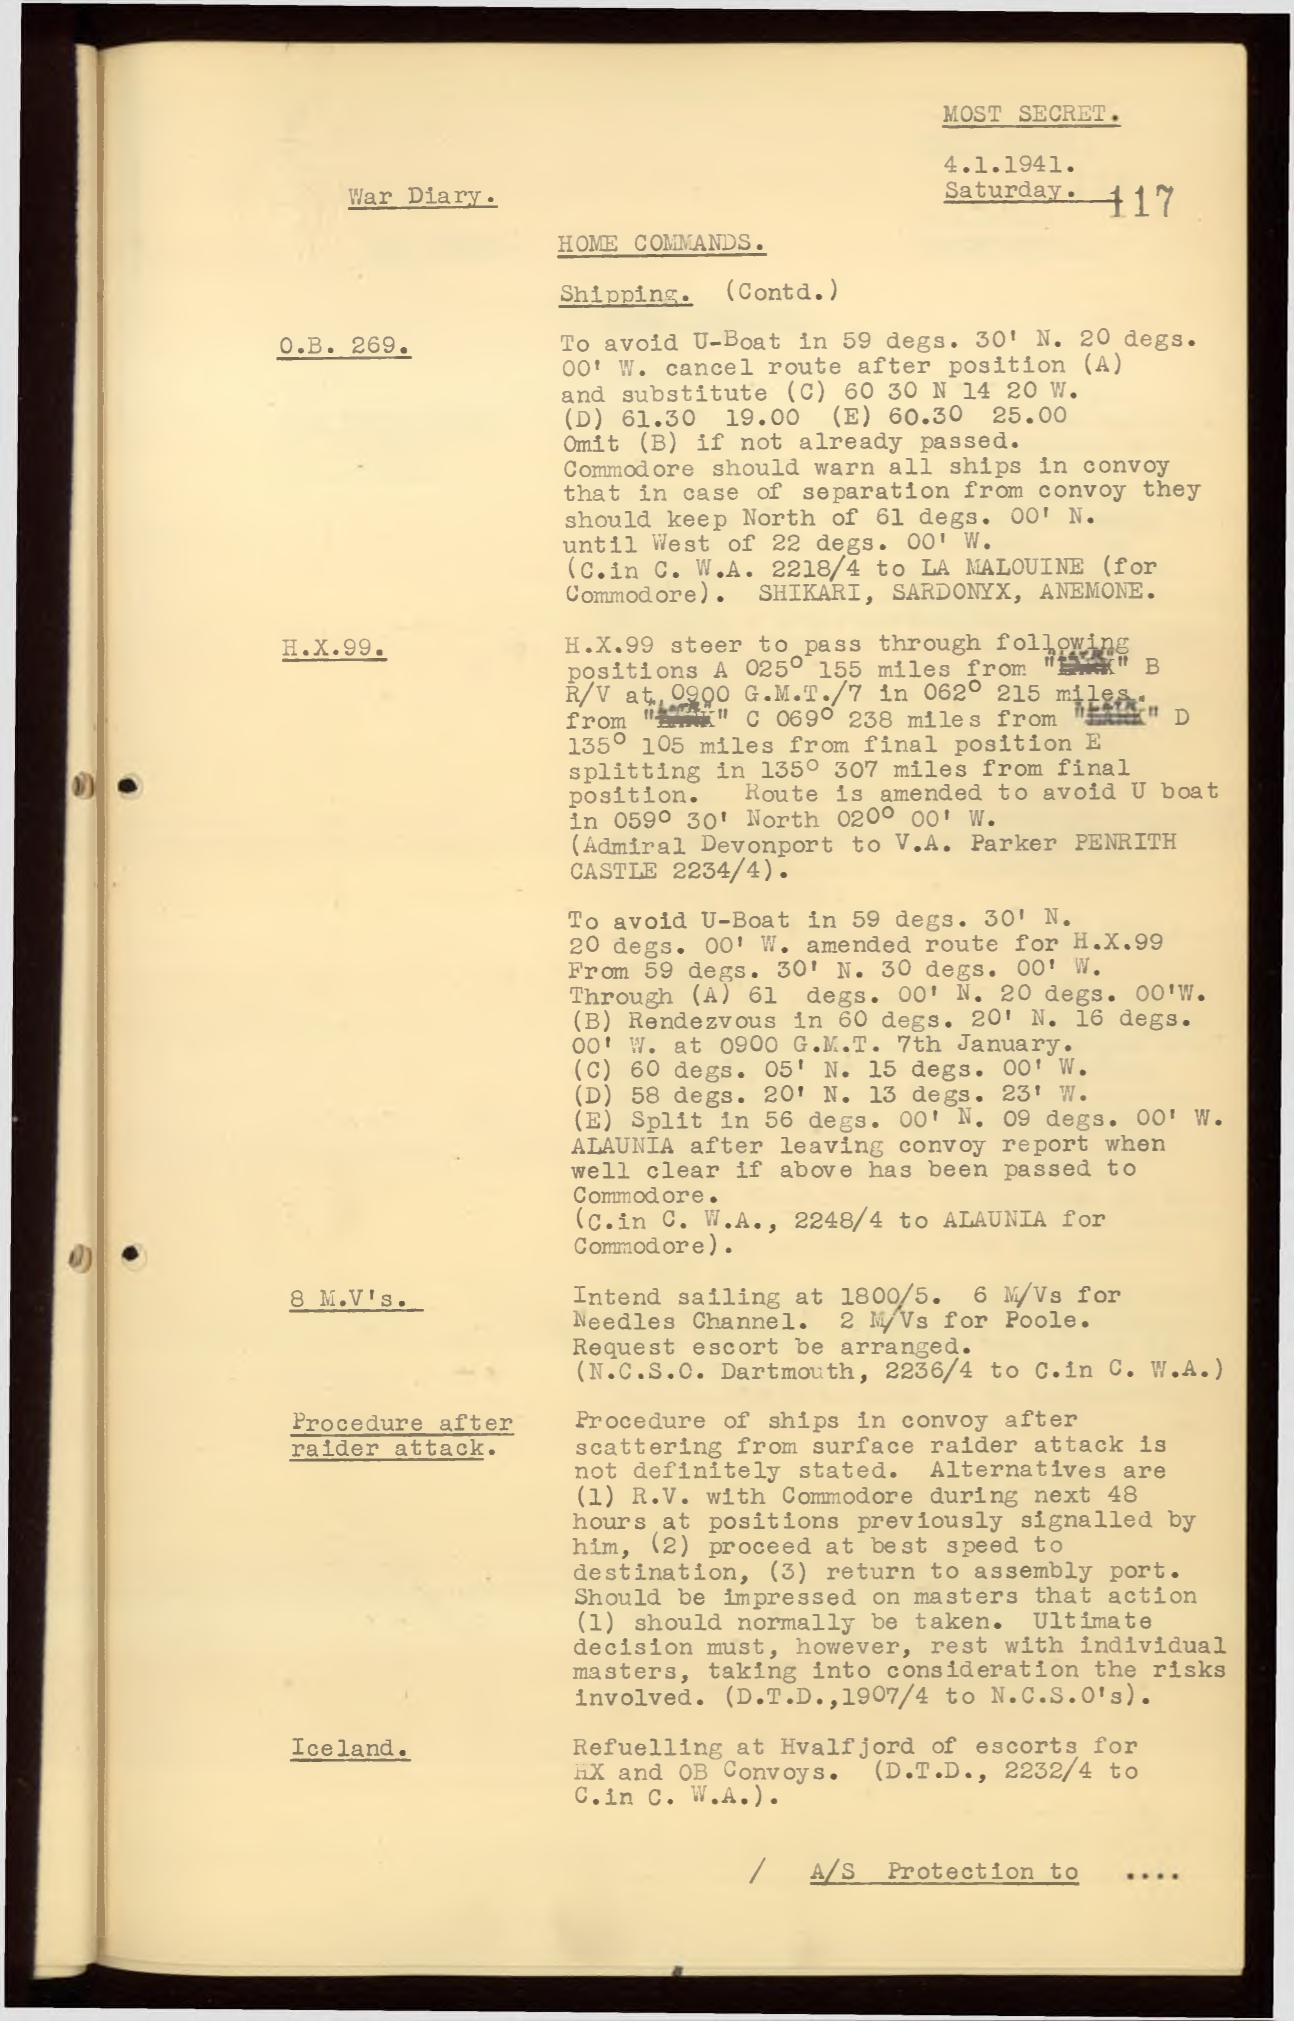 MOST SECRET.
4.1.1941.
Saturday. 117
War Diary.
HOME COMMANDS.
Shipping. (Contd.)
O.B. 269.
To avoid U-Boat in 59 degs. 30' N. 20 degs.
00' W. cancel route after position (A)
and substitute (C) 60 30 N 14 20 W.
(D) 61.30 19.00 (E) 60.30 25.00
Omit (B) if not already passed.
Commodore should warn all ships in convoy
that in case of separation from convoy they
should keep North of 61 degs. 00' N.
until West of 22 degs. 00' W.
(C.in C. W.A. 2218/4 to LA MALOUINE (for
Commodore). SHIKARI, SARDONYX, ANEMONE.
H.X.99.
H.X.99 steer to pass through following
positions A 025° 155 miles from " " B
R/V at 0900 G.M.T./7 in 062° 215 miles
from " " C 069° 238 miles from " " D
135° 105 miles from final position E
splitting in 135° 307 miles from final
position. Route is amended to avoid U boat
in 059° 30' North 020° 00' W.
(Admiral Devonport to V.A. Parker PENRITH
CASTLE 2234/4).
To avoid U-Boat in 59 degs. 30' N.
20 degs. 00' W. amended route for H.X.99
From 59 degs. 30' N. 30 degs. 00' W.
Through (A) 61 degs. 00' N. 20 degs. 00'W.
(B) Rendezvous in 60 degs. 20' N. 16 degs.
00' W. at 0900 G.M.T. 7th January.
(C) 60 degs. 05' N. 15 degs. 00' W.
(D) 58 degs. 20' N. 13 degs. 23' W.
(E) Split in 56 degs. 00' N. 09 degs. 00' W.
ALAUNIA after leaving convoy report when
well clear if above has been passed to
Commodore.
(C.in C. W.A., 2248/4 to ALAUNIA for
Commodore).
8 M.V's.
Intend sailing at 1800/5. 6 M/Vs for
Needles Channel. 2 M/Vs for Poole.
Request escort be arranged.
(N.C.S.O. Dartmouth, 2236/4 to C.in C. W.A.)
Procedure after
raider attack.
Procedure of ships in convoy after
scattering from surface raider attack is
not definitely stated. Alternatives are
(1) R.V. with Commodore during next 48
hours at positions previously signalled by
him, (2) proceed at best speed to
destination, (3) return to assembly port.
Should be impressed on masters that action
(1) should normally be taken. Ultimate
decision must, however, rest with individual
masters, taking into consideration the risks
involved. (D.T.D.,1907/4 to N.C.S.O's).
Iceland.
Refuelling at Hvalfjord of escorts for
HX and OB Convoys. (D.T.D., 2232/4 to
C.in C. W.A.).
/ A/S Protection to ....